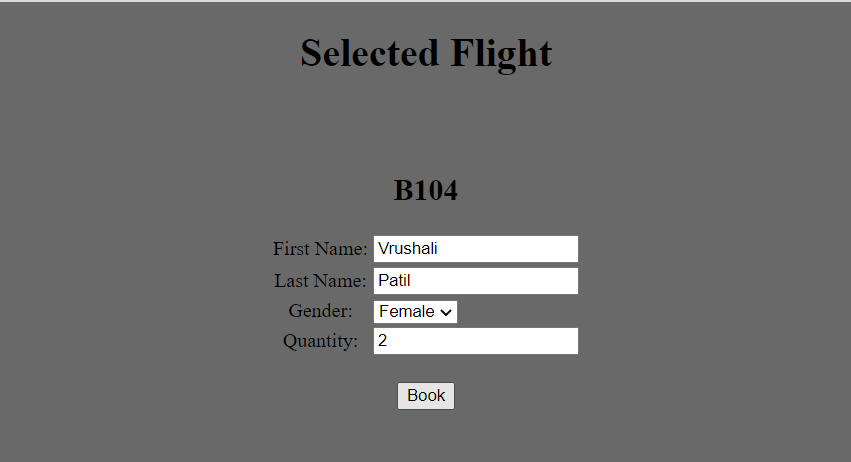 Selected Flight
B104
First Name: Vrushali
Last Name: Patil
Gender: Female
Quantity: 2
Book